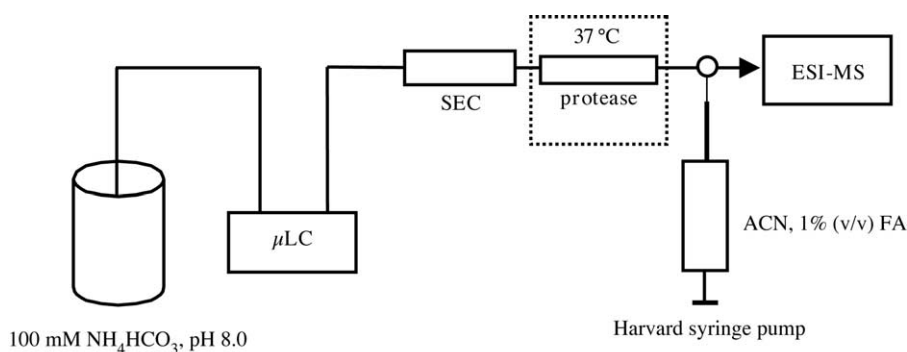 37 °C
ESI-MS
SEC
protease
µLC
ACN, 1% (v/v) FA
100 mM NH₄HCO₃, pH 8.0
Harvard syringe pump